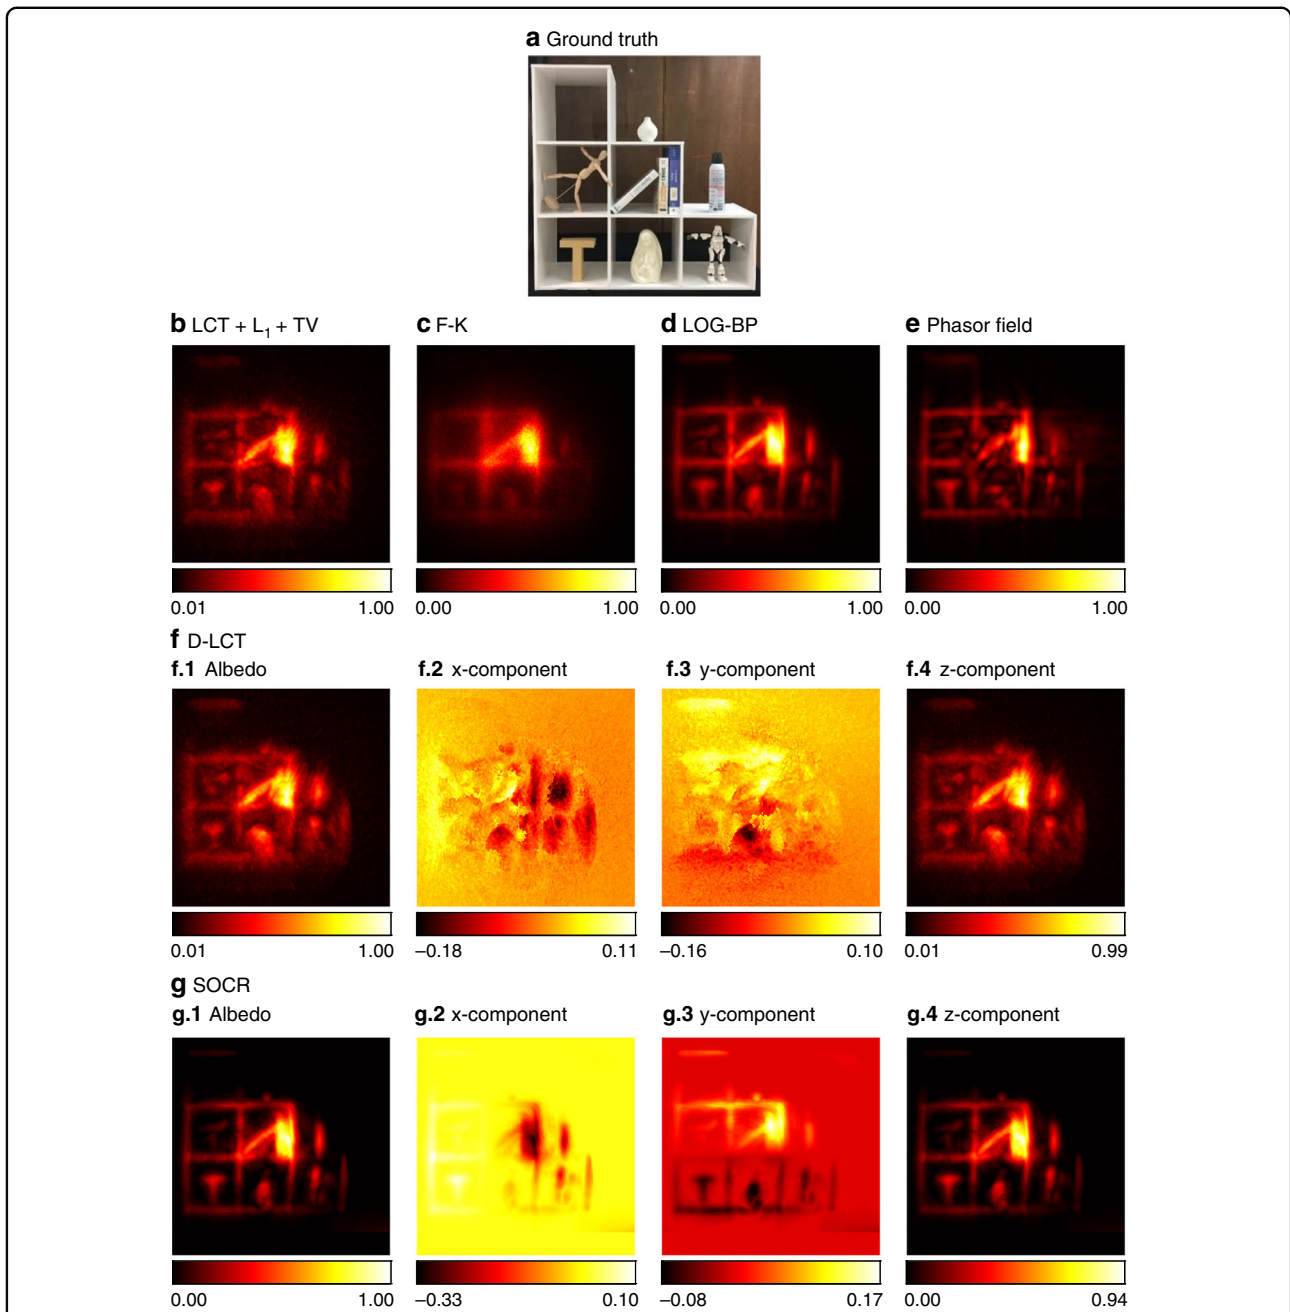 a Ground truth
b LCT + L1 + TV
c F-K
d LOG-BP
e Phasor field
0.01 1.00
0.00 1.00
0.00 1.00
0.00 1.00
f D-LCT
f.1 Albedo
f.2 x-component
f.3 y-component
f.4 z-component
0.01 1.00
−0.18 0.11
−0.16 0.10
0.01 0.99
g SOCR
g.1 Albedo
g.2 x-component
g.3 y-component
g.4 z-component
0.00 1.00
−0.33 0.10
−0.08 0.17
0.00 0.94